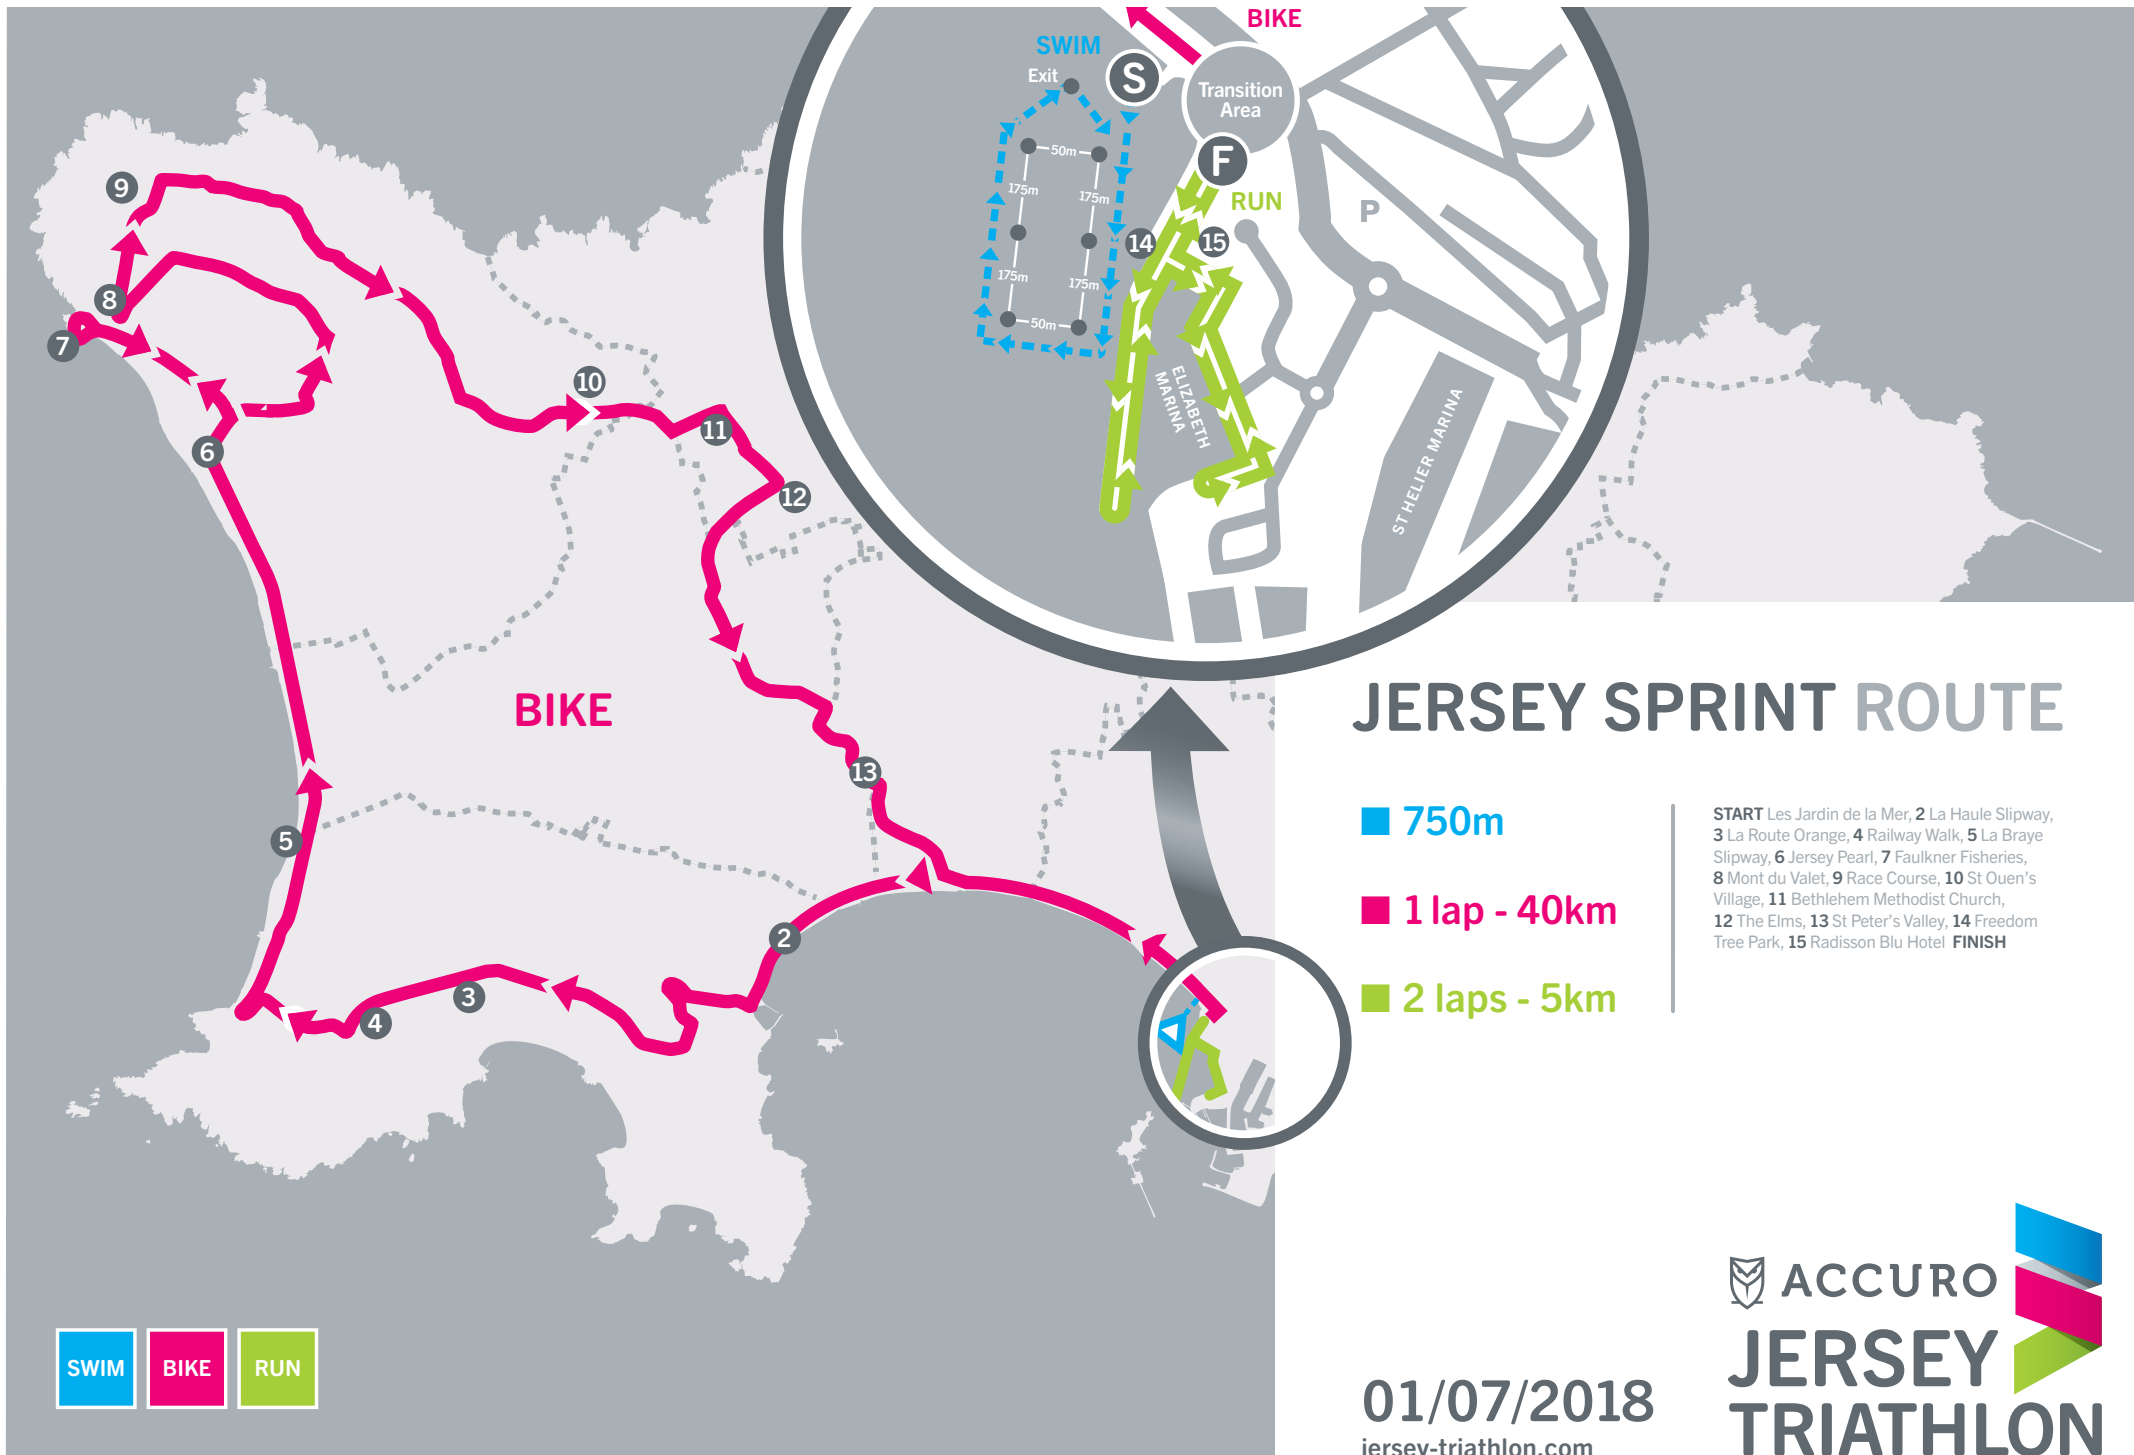 BIKE
SWIM
Exit
S
Transition
Area
50m
F
RUN
175m
175m
P
14
15
175m
175m
50m
ELIZABETH
MARINA
ST HELIER MARINA
9
8
7
10
11
6
12
BIKE
13
5
2
3
4
JERSEY SPRINT ROUTE
750m
1 lap - 40km
2 laps - 5km
START Les Jardin de la Mer, 2 La Haule Slipway,
3 La Route Orange, 4 Railway Walk, 5 La Braye
Slipway, 6 Jersey Pearl, 7 Faulkner Fisheries,
8 Mont du Valet, 9 Race Course, 10 St Ouen's
Village, 11 Bethlehem Methodist Church,
12 The Elms, 13 St Peter's Valley, 14 Freedom
Tree Park, 15 Radisson Blu Hotel FINISH
SWIM
BIKE
RUN
01/07/2018
jersey-triathlon.com
ACCURO
JERSEY
TRIATHLON